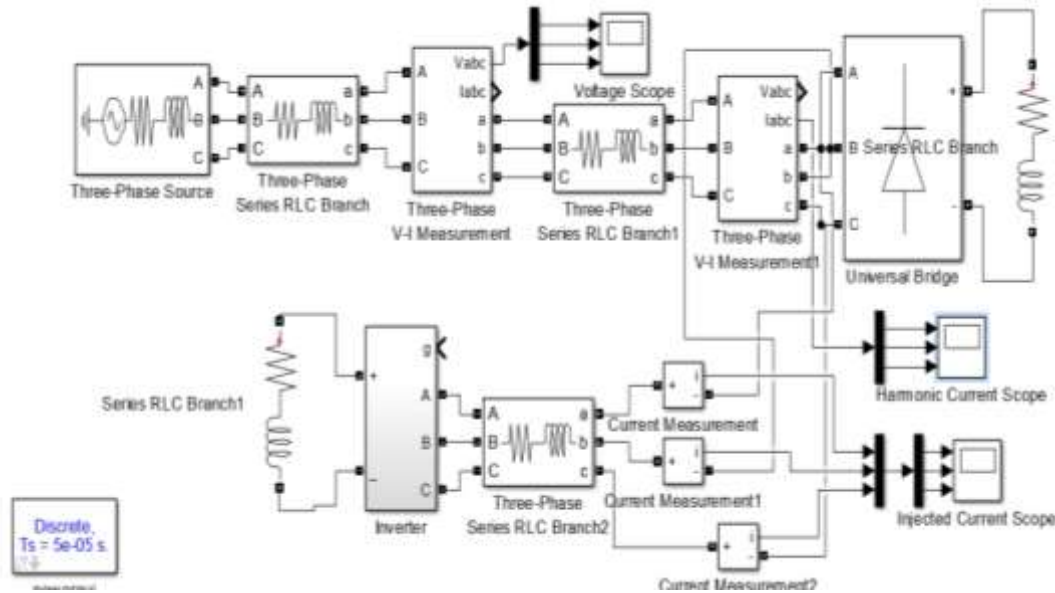 Vabc
Iabc
A
B
C
a
b
c
Voltage Scope
Three-Phase Source
Three-Phase
Series RLC Branch
Three-Phase
V-I Measurement
Three-Phase
Series RLC Branch1
Vabc
Iabc
A
B
C
a
b
c
Three-Phase
V-I Measurement1
A
B
C
+
-
Series RLC Branch
Universal Bridge
A
B
C
A
B
C
a
b
c
A
B
C
a
b
c
Harmonic Current Scope
Series RLC Branch1
+
-
g
A
B
C
Inverter
A
B
C
a
b
c
Three-Phase
Series RLC Branch2
+
i
-
Current Measurement
+
i
-
Current Measurement1
+
i
-
Current Measurement2
Injected Current Scope
Discrete,
Ts = 5e-05 s.